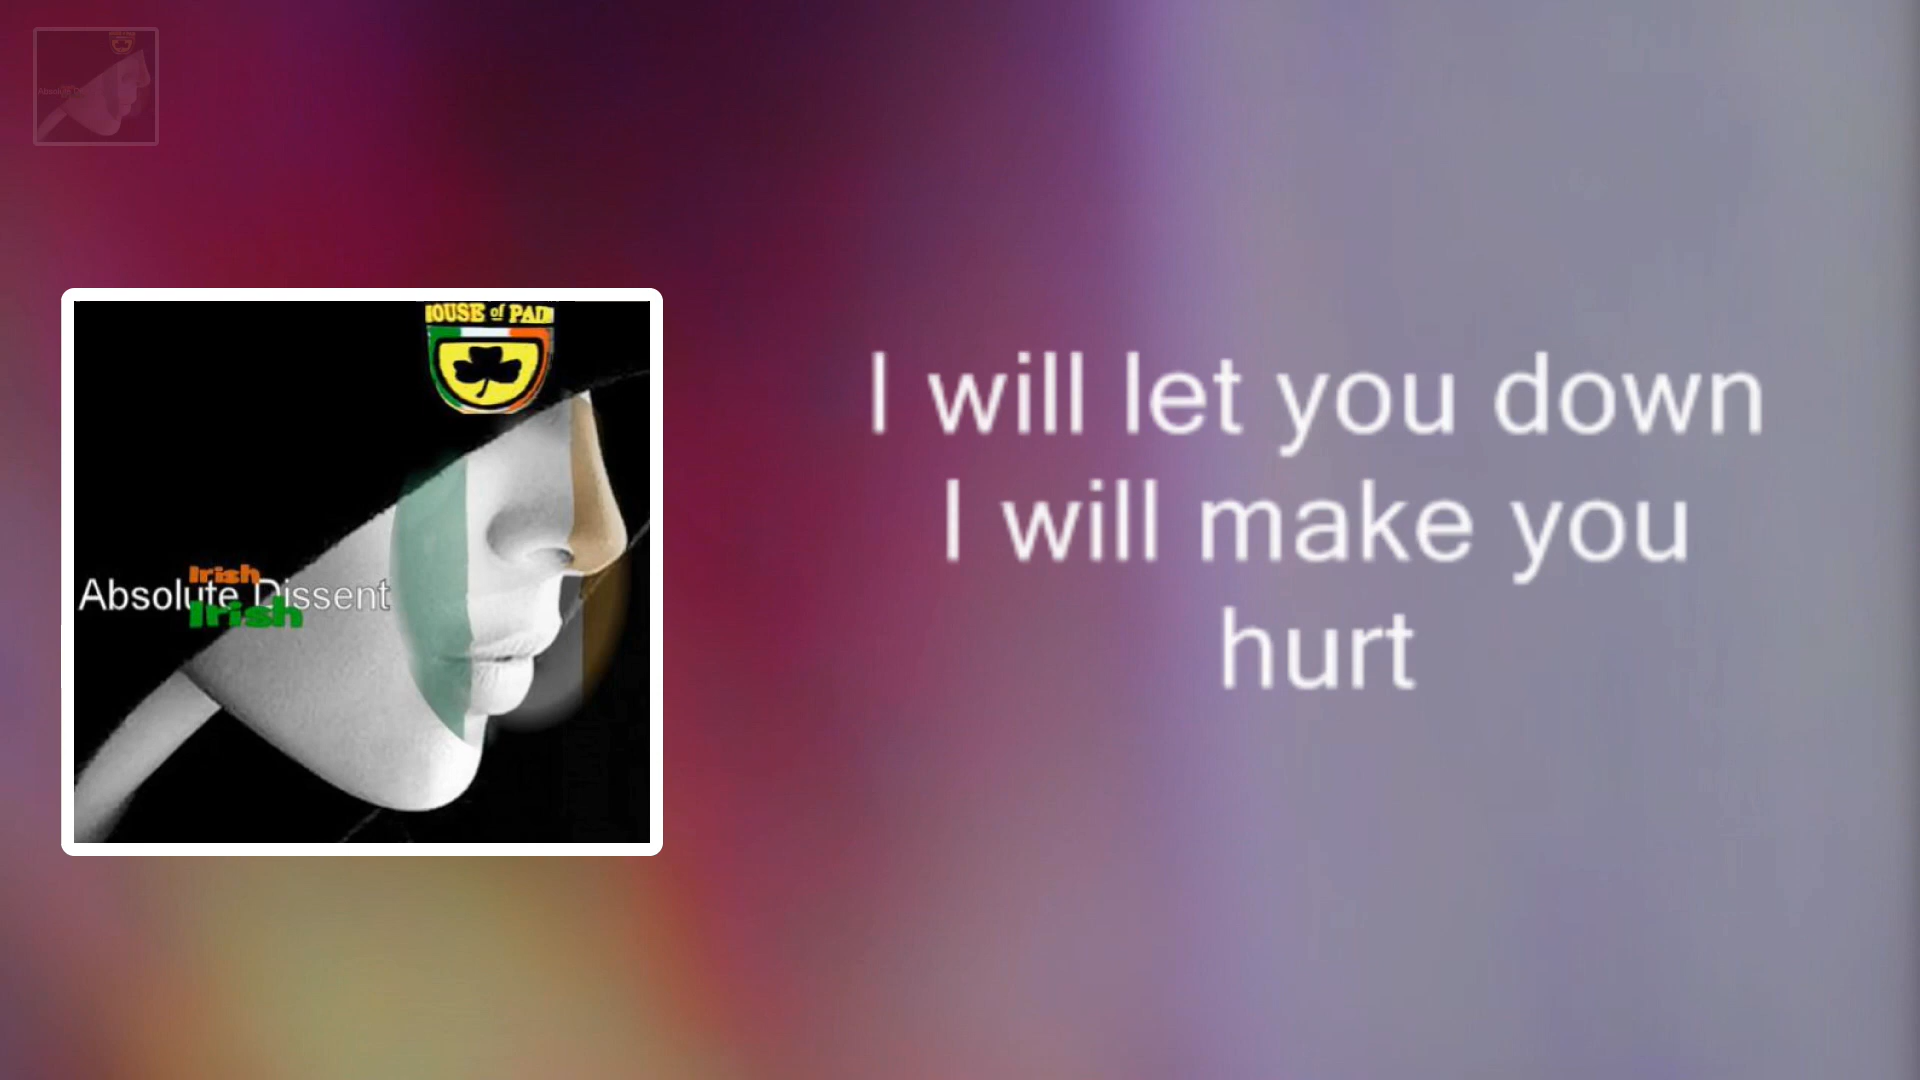 HOUSE of PAIN
Irish
Absolute Dissent
Irish
I will let you down
I will make you
hurt